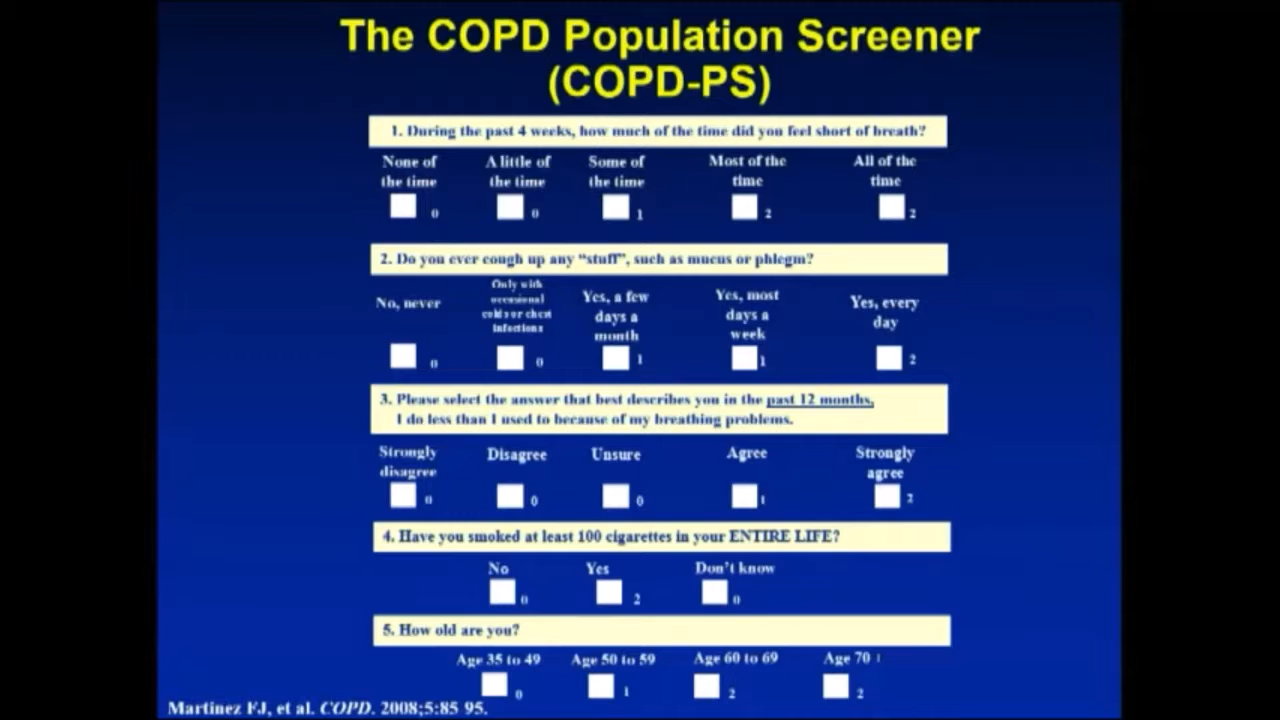 The COPD Population Screener
(COPD-PS)
1. During the past 4 weeks, how much of the time did you feel short of breath?
None of the time A little of the time Some of the time Most of the time All of the time
0 0 1 2 2
2. Do you ever cough up any “stuff”, such as mucus or phlegm?
No, never Only with occasional colds or chest infections Yes, a few days a month Yes, most days a week Yes, every day
0 0 1 1 2
3. Please select the answer that best describes you in the past 12 months.
I do less than I used to because of my breathing problems.
Strongly disagree Disagree Unsure Agree Strongly agree
0 0 0 1 2
4. Have you smoked at least 100 cigarettes in your ENTIRE LIFE?
No Yes Don't know
0 2 0
5. How old are you?
Age 35 to 49 Age 50 to 59 Age 60 to 69 Age 70
0 1 2 2
Martinez FJ, et al. COPD. 2008;5:85 95.